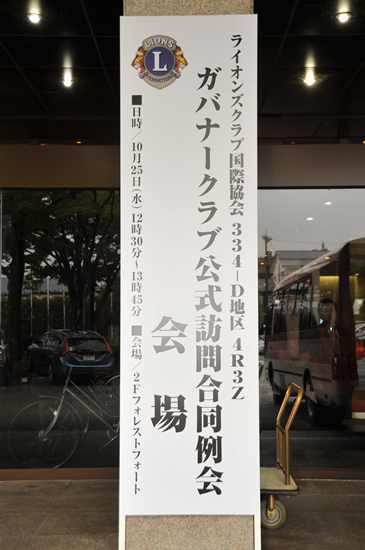 ライオンズクラブ国際協会 334-D地区 4R3Z
ガバナークラブ公式訪問合同例会
会場
■日時/10月25日(水)12時30分~13時45分 ■会場/2Fフォレストフォート
LIONS
L
INTERNATIONAL